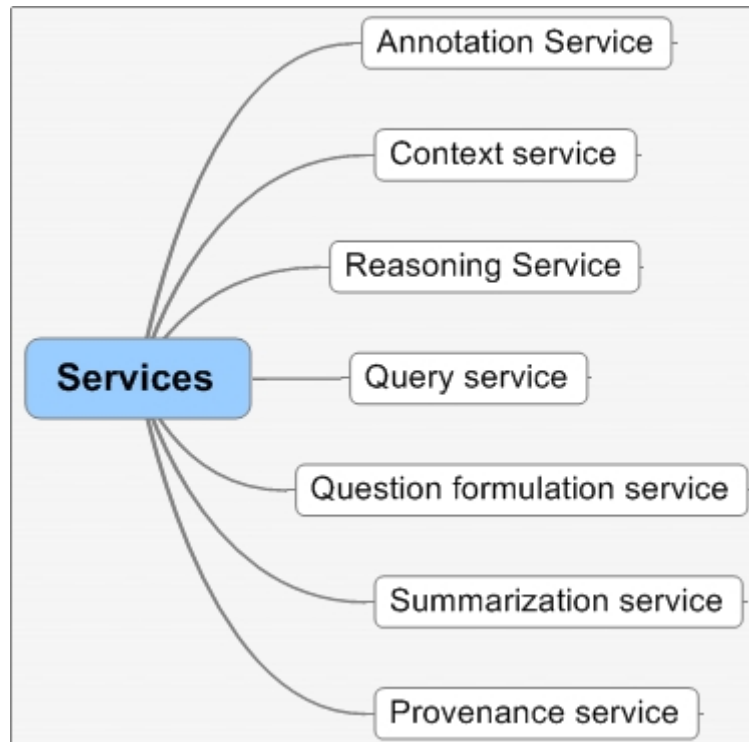 Annotation Service
Context service
Reasoning Service
Services
Query service
Question formulation service
Summarization service
Provenance service